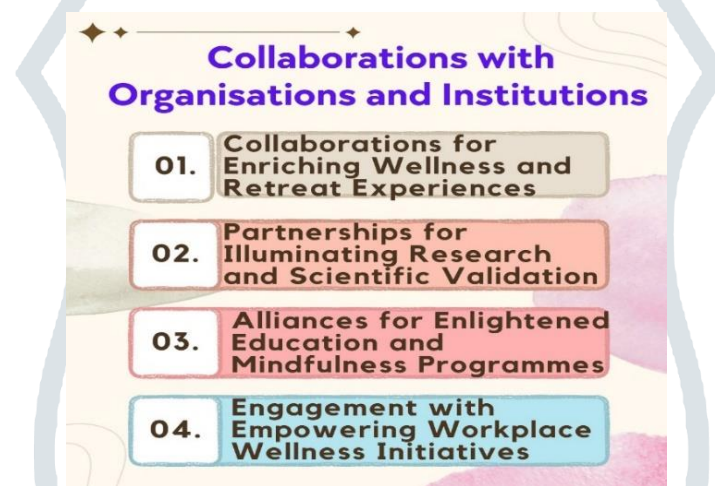 Collaborations with
Organisations and Institutions
01.
Collaborations for
Enriching Wellness and
Retreat Experiences
02.
Partnerships for
Illuminating Research
and Scientific Validation
03.
Alliances for Enlightened
Education and
Mindfulness Programmes
04.
Engagement with
Empowering Workplace
Wellness Initiatives